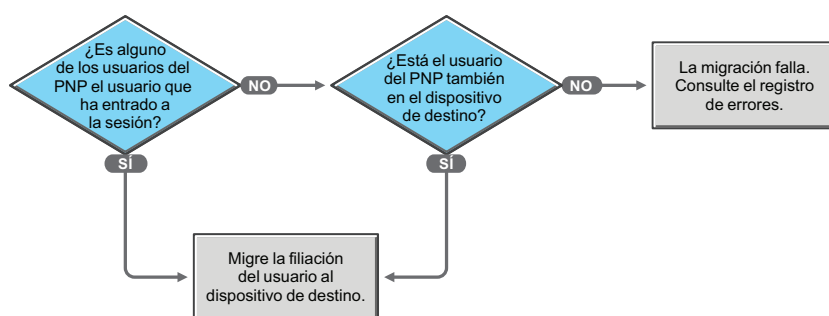 ¿Es alguno
de los usuarios del
PNP el usuario que
ha entrado a
la sesión?
NO
SÍ
¿Está el usuario
del PNP también
en el dispositivo
de destino?
NO
SÍ
La migración falla.
Consulte el registro
de errores.
Migre la filiación
del usuario al
dispositivo de destino.